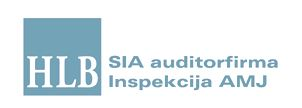 HLB
SIA auditorfirma
Inspekcija AMJ